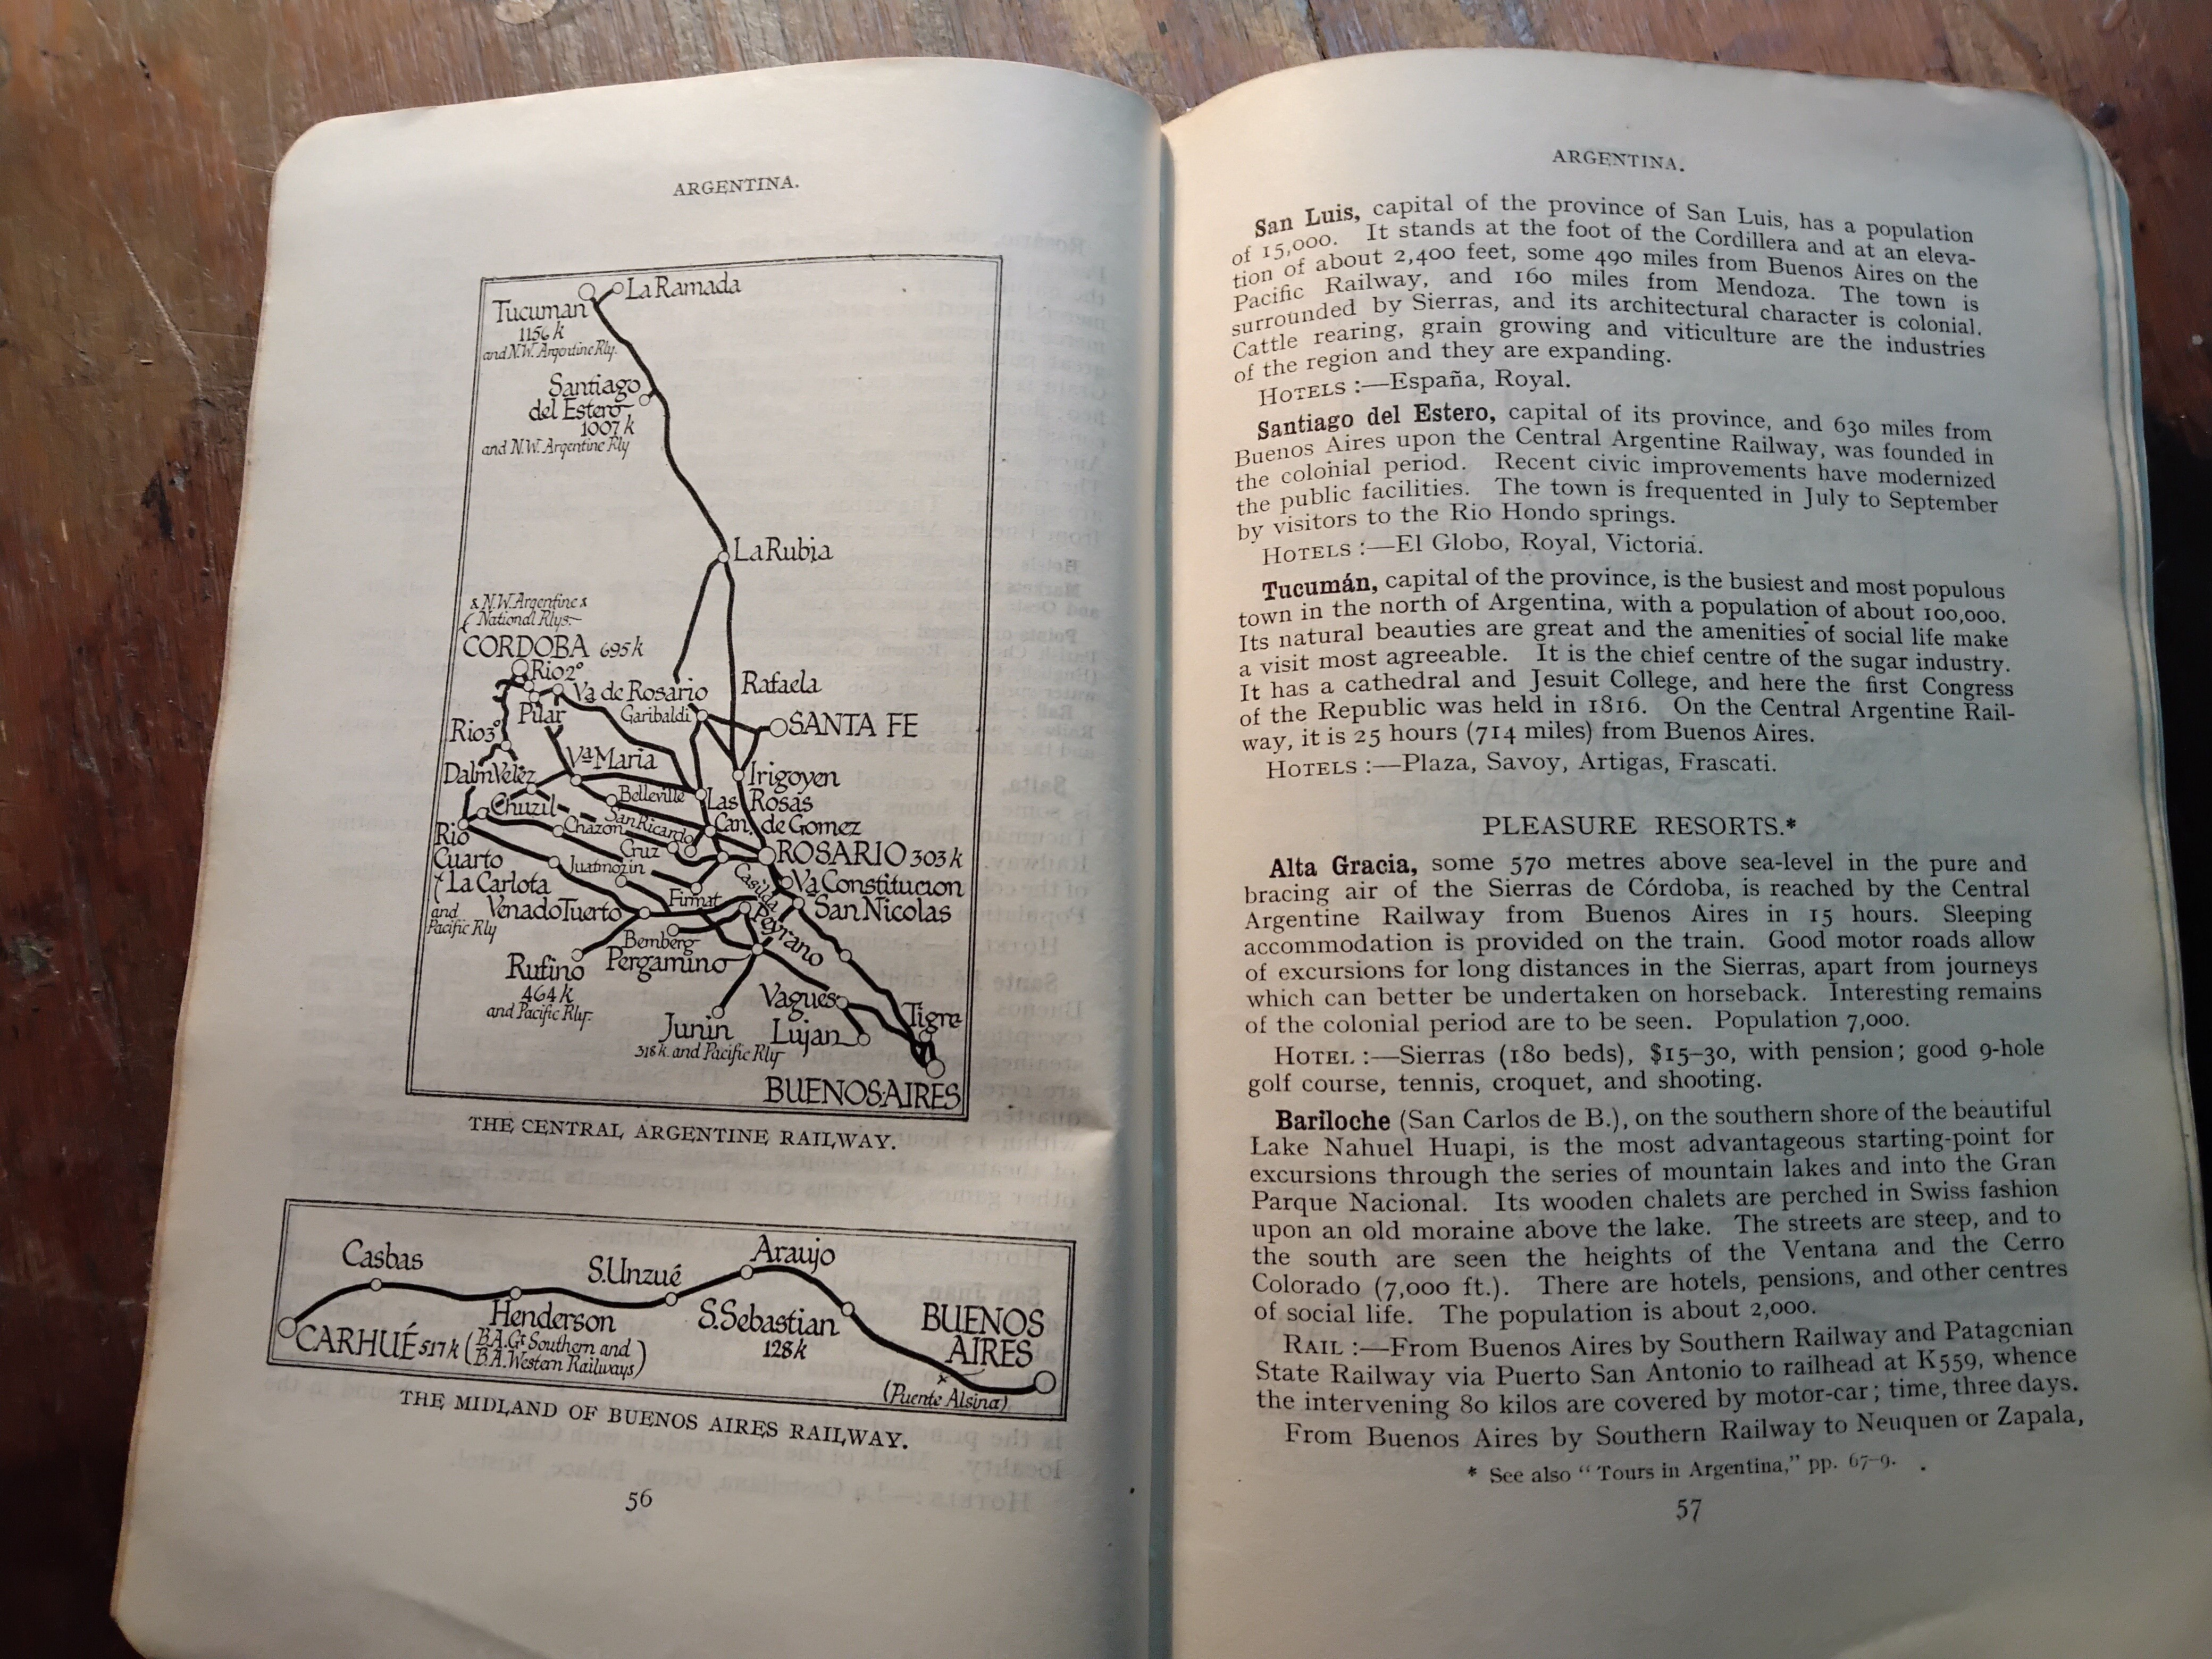 ARGENTINA.
La Ramada
Tucuman
1156 k
and N.W. Argentine Rly.
Santiago
del Estero
1007 k
and N.W. Argentine Rly
La Rubia
& N.W. Argentine &
National Rlys.
CORDOBA 695 k
Rio 2º
Va de Rosario
Rafaela
Pilar
Garibaldi
SANTA FE
Rio 3º
Vª Maria
Dalm Velez
Irigoyen
Belleville
Las Rosas
Chuzil
San Ricardo
Can. de Gomez
Chazon
Rio
Cuarto
Cruz
ROSARIO 303 k
Juatmozin
Casilda
Va Constitucion
La Carlota
and
Pacific Rly
Firmat
Venado Tuerto
San Nicolas
Peyrano
Bemberg
Rufino
464 k
and Pacific Rly.
Pergamino
Vagues
Tigre
Junin
318 k. and Pacific Rly
Lujan
BUENOS AIRES
THE CENTRAL ARGENTINE RAILWAY.
Casbas
S. Unzué
Araujo
Henderson
S. Sebastian
128 k
BUENOS
AIRES
CARHUÉ 517 k (B.A. Gt Southern and
B.A. Western Railways)
(Puente Alsina)
THE MIDLAND OF BUENOS AIRES RAILWAY.
56
ARGENTINA.
San Luis, capital of the province of San Luis, has a population
of 15,000. It stands at the foot of the Cordillera and at an eleva-
tion of about 2,400 feet, some 490 miles from Buenos Aires on the
Pacific Railway, and 160 miles from Mendoza. The town is
surrounded by Sierras, and its architectural character is colonial.
Cattle rearing, grain growing and viticulture are the industries
of the region and they are expanding.
HOTELS :—España, Royal.
Santiago del Estero, capital of its province, and 630 miles from
Buenos Aires upon the Central Argentine Railway, was founded in
the colonial period. Recent civic improvements have modernized
the public facilities. The town is frequented in July to September
by visitors to the Rio Hondo springs.
HOTELS :—El Globo, Royal, Victoria.
Tucumán, capital of the province, is the busiest and most populous
town in the north of Argentina, with a population of about 100,000.
Its natural beauties are great and the amenities of social life make
a visit most agreeable. It is the chief centre of the sugar industry.
It has a cathedral and Jesuit College, and here the first Congress
of the Republic was held in 1816. On the Central Argentine Rail-
way, it is 25 hours (714 miles) from Buenos Aires.
HOTELS :—Plaza, Savoy, Artigas, Frascati.
PLEASURE RESORTS.*
Alta Gracia, some 570 metres above sea-level in the pure and
bracing air of the Sierras de Córdoba, is reached by the Central
Argentine Railway from Buenos Aires in 15 hours. Sleeping
accommodation is provided on the train. Good motor roads allow
of excursions for long distances in the Sierras, apart from journeys
which can better be undertaken on horseback. Interesting remains
of the colonial period are to be seen. Population 7,000.
HOTEL :—Sierras (180 beds), $15-30, with pension; good 9-hole
golf course, tennis, croquet, and shooting.
Bariloche (San Carlos de B.), on the southern shore of the beautiful
Lake Nahuel Huapi, is the most advantageous starting-point for
excursions through the series of mountain lakes and into the Gran
Parque Nacional. Its wooden chalets are perched in Swiss fashion
upon an old moraine above the lake. The streets are steep, and to
the south are seen the heights of the Ventana and the Cerro
Colorado (7,000 ft.). There are hotels, pensions, and other centres
of social life. The population is about 2,000.
RAIL :—From Buenos Aires by Southern Railway and Patagonian
State Railway via Puerto San Antonio to railhead at K559, whence
the intervening 80 kilos are covered by motor-car; time, three days.
From Buenos Aires by Southern Railway to Neuquen or Zapala,
* See also "Tours in Argentina," pp. 67-9.
57